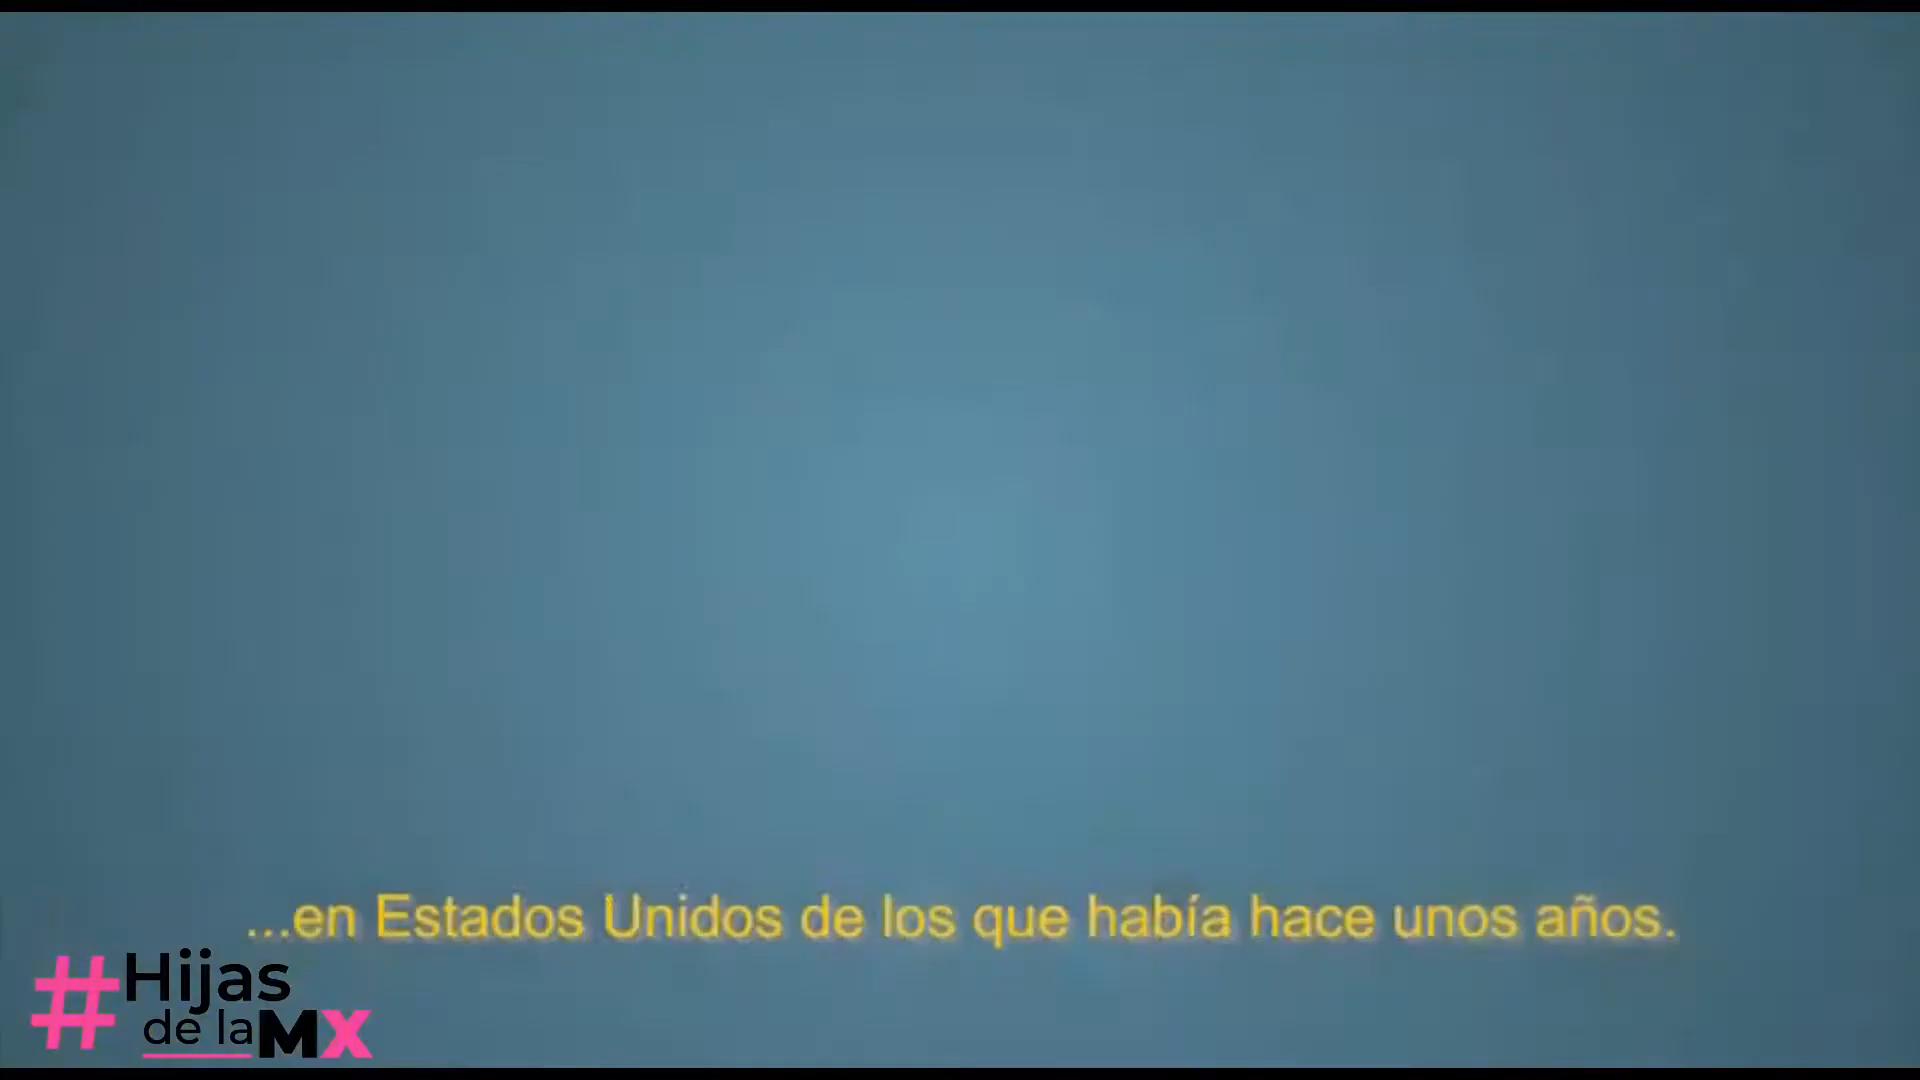 ...en Estados Unidos de los que había hace unos años.
#Hijas
de la MX